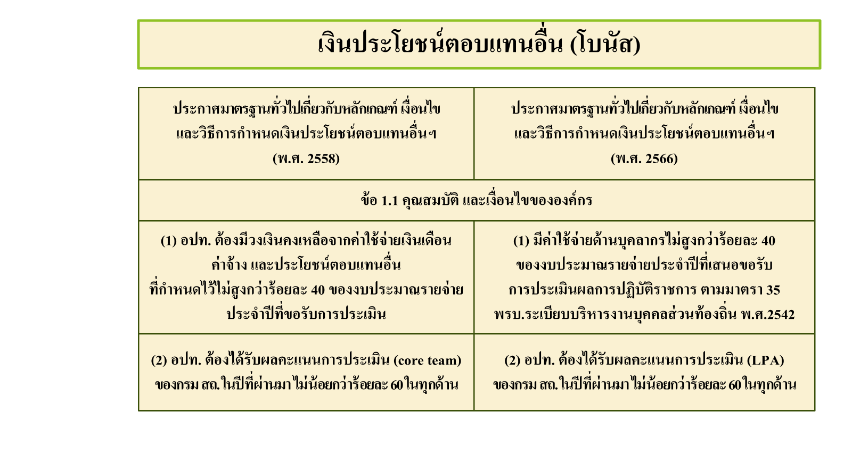 เงินประโยชน์ตอบแทนอื่น (โบนัส)
ประกาศมาตรฐานทั่วไปเกี่ยวกับหลักเกณฑ์ เงื่อนไข
และวิธีการกำหนดเงินประโยชน์ตอบแทนอื่นฯ
(พ.ศ. 2558)
ประกาศมาตรฐานทั่วไปเกี่ยวกับหลักเกณฑ์ เงื่อนไข
และวิธีการกำหนดเงินประโยชน์ตอบแทนอื่นฯ
(พ.ศ. 2566)
ข้อ 1.1 คุณสมบัติ และเงื่อนไขขององค์กร
(1) อปท. ต้องมีวงเงินคงเหลือจากค่าใช้จ่ายเงินเดือน
ค่าจ้าง และประโยชน์ตอบแทนอื่น
ที่กำหนดไว้ไม่สูงกว่าร้อยละ 40 ของงบประมาณรายจ่าย
ประจำปีที่ขอรับการประเมิน
(1) มีค่าใช้จ่ายด้านบุคลากรไม่สูงกว่าร้อยละ 40
ของงบประมาณรายจ่ายประจำปีที่เสนอขอรับ
การประเมินผลการปฏิบัติราชการ ตามมาตรา 35
พรบ.ระเบียบบริหารงานบุคคลส่วนท้องถิ่น พ.ศ.2542
(2) อปท. ต้องได้รับผลคะแนนการประเมิน (core team)
ของกรม สถ. ในปีที่ผ่านมา ไม่น้อยกว่าร้อยละ 60 ในทุกด้าน
(2) อปท. ต้องได้รับผลคะแนนการประเมิน (LPA)
ของกรม สถ. ในปีที่ผ่านมา ไม่น้อยกว่าร้อยละ 60 ในทุกด้าน